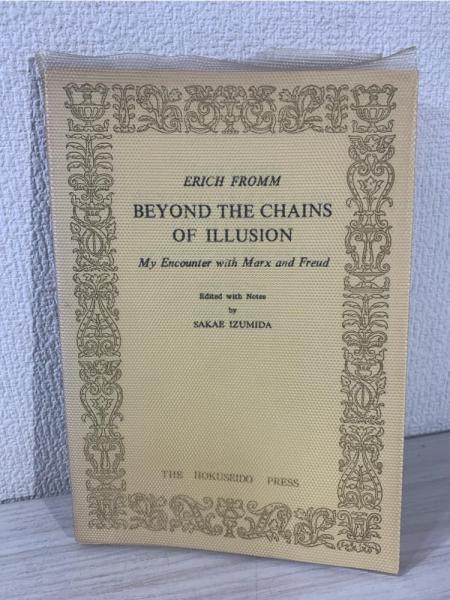 ERICH FROMM
BEYOND THE CHAINS
OF ILLUSION
My Encounter with Marx and Freud
Edited with Notes
by
SAKAE IZUMIDA
THE HOKUSEIDO PRESS